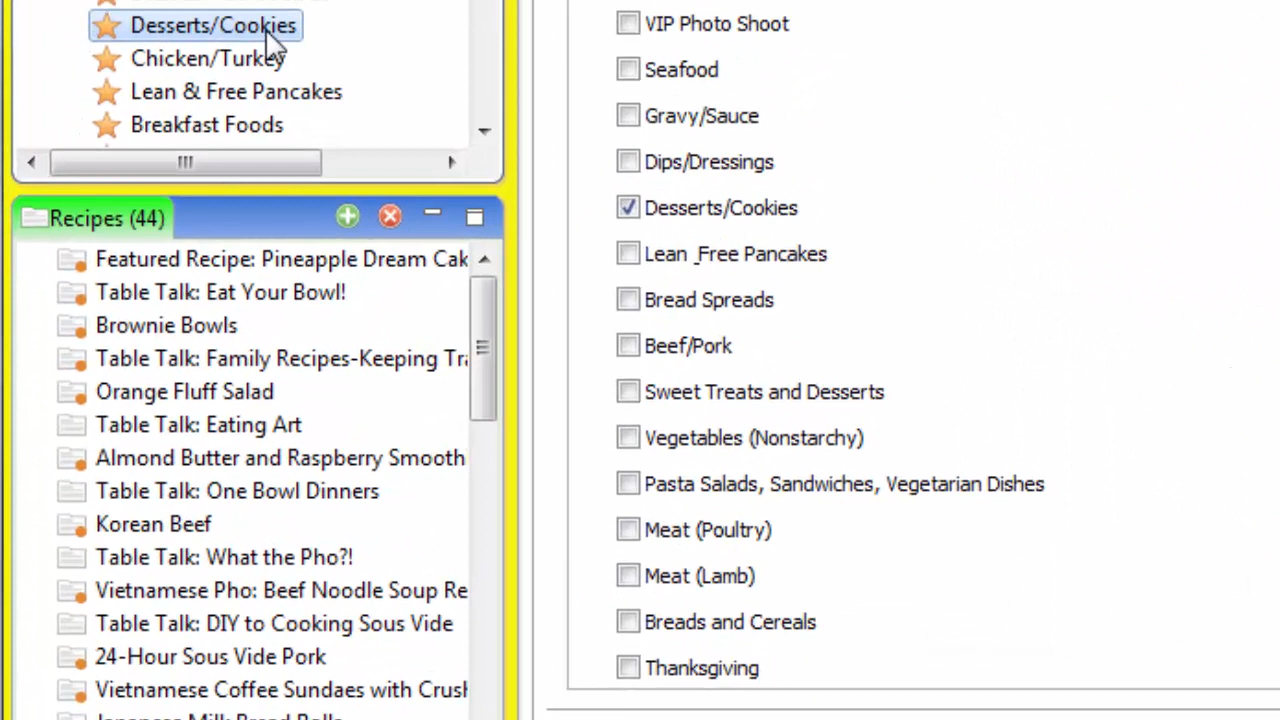 Desserts/Cookies
Chicken/Turkey
Lean & Free Pancakes
Breakfast Foods
Recipes (44)
Featured Recipe: Pineapple Dream Cak
Table Talk: Eat Your Bowl!
Brownie Bowls
Table Talk: Family Recipes-Keeping Tra
Orange Fluff Salad
Table Talk: Eating Art
Almond Butter and Raspberry Smooth
Table Talk: One Bowl Dinners
Korean Beef
Table Talk: What the Pho?!
Vietnamese Pho: Beef Noodle Soup Re
Table Talk: DIY to Cooking Sous Vide
24-Hour Sous Vide Pork
Vietnamese Coffee Sundaes with Crush
Japanese Milk Bread Rolls
VIP Photo Shoot
Seafood
Gravy/Sauce
Dips/Dressings
Desserts/Cookies
Lean _Free Pancakes
Bread Spreads
Beef/Pork
Sweet Treats and Desserts
Vegetables (Nonstarchy)
Pasta Salads, Sandwiches, Vegetarian Dishes
Meat (Poultry)
Meat (Lamb)
Breads and Cereals
Thanksgiving